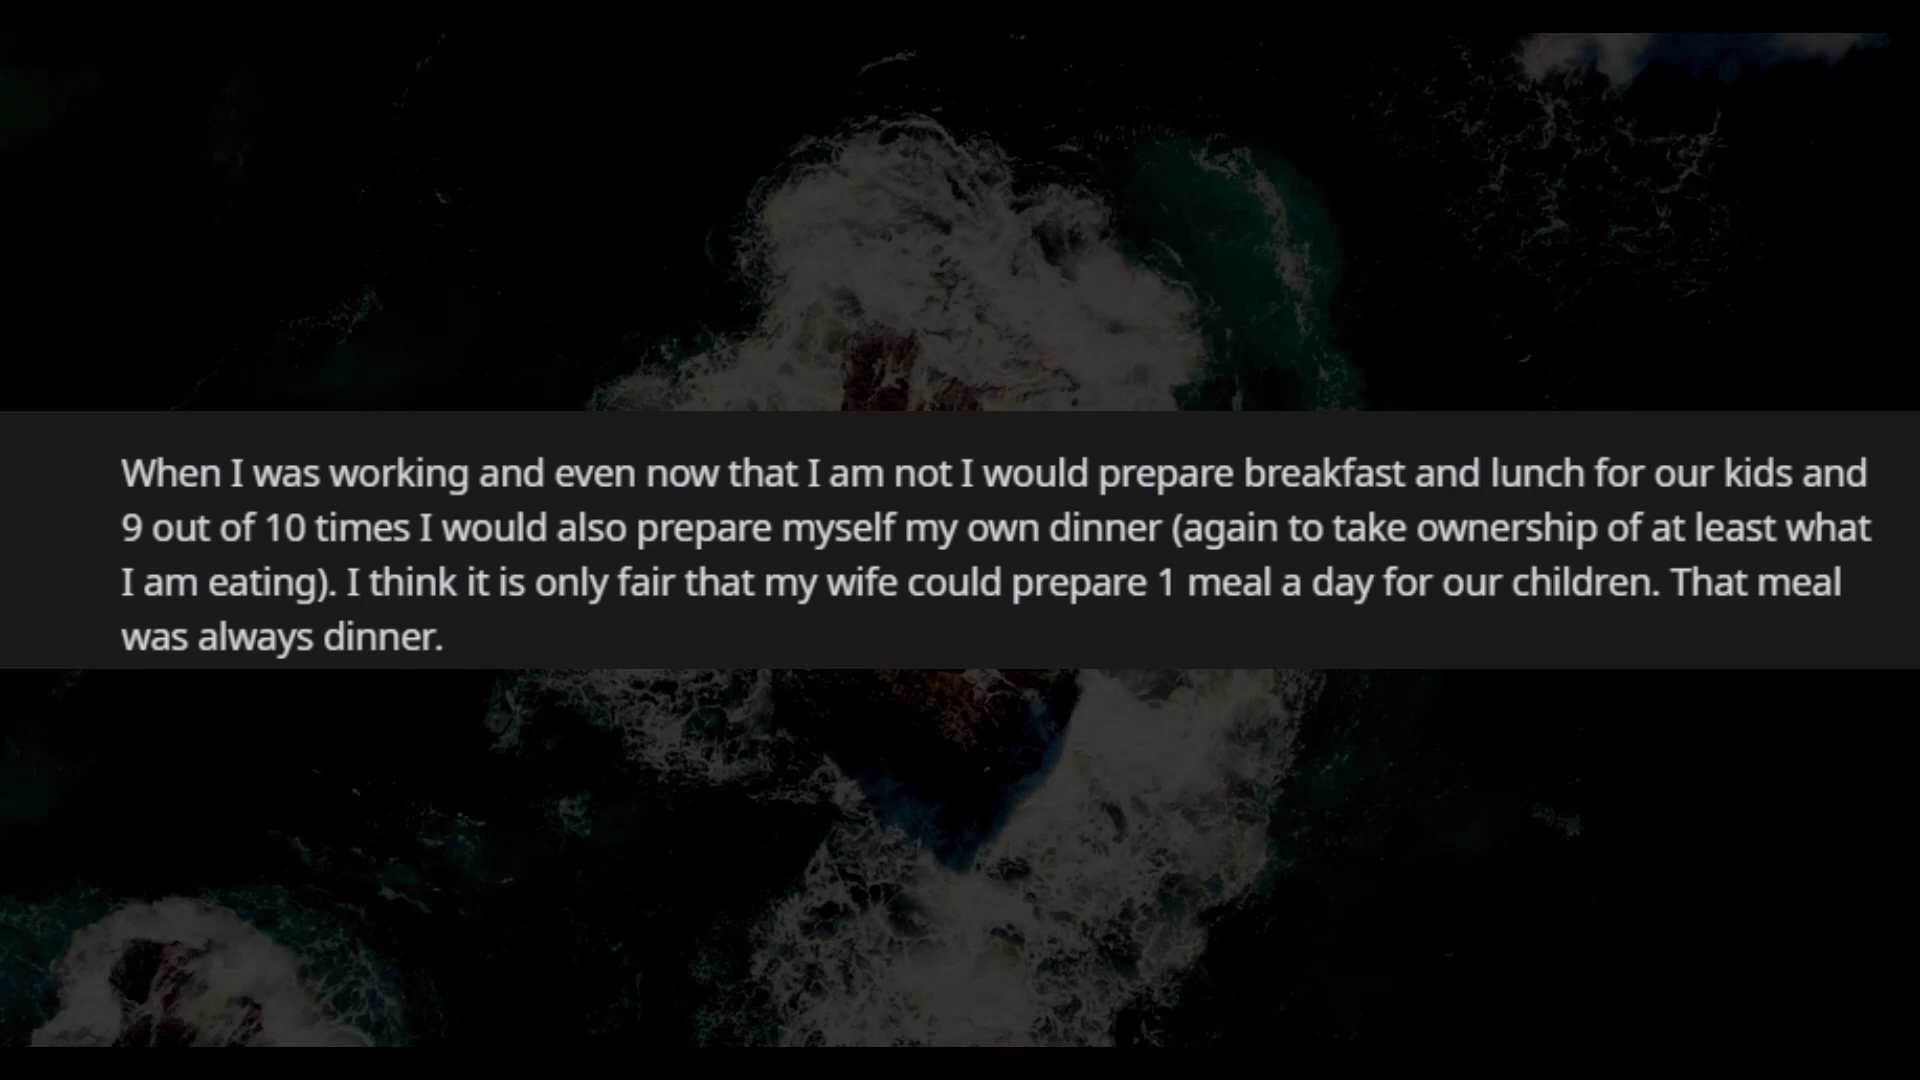 When I was working and even now that I am not I would prepare breakfast and lunch for our kids and
9 out of 10 times I would also prepare myself my own dinner (again to take ownership of at least what
I am eating). I think it is only fair that my wife could prepare 1 meal a day for our children. That meal
was always dinner.